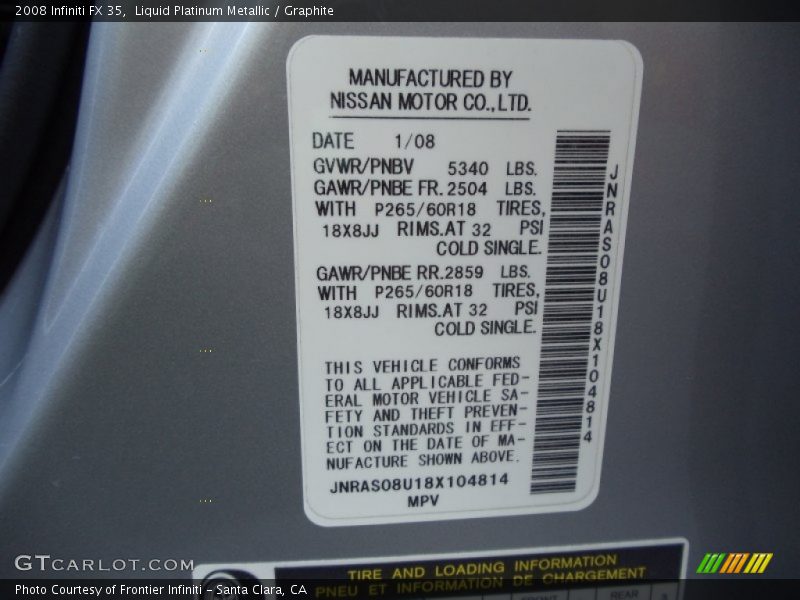 2008 Infiniti FX 35,  Liquid Platinum Metallic / Graphite
MANUFACTURED BY
NISSAN MOTOR CO.,LTD.
DATE 1/08
GVWR/PNBV 5340 LBS.
GAWR/PNBE FR. 2504 LBS.
WITH P265/60R18 TIRES,
18X8JJ RIMS.AT 32 PSI
COLD SINGLE.
GAWR/PNBE RR. 2859 LBS.
WITH P265/60R18 TIRES,
18X8JJ RIMS.AT 32 PSI
COLD SINGLE.
THIS VEHICLE CONFORMS
TO ALL APPLICABLE FED-
ERAL MOTOR VEHICLE SA-
FETY AND THEFT PREVEN-
TION STANDARDS IN EFF-
ECT ON THE DATE OF MA-
NUFACTURE SHOWN ABOVE.
JNRAS08U18X104814
MPV
JNRAS08U18X104814
TIRE AND LOADING INFORMATION
PNEU ET INFORMATION DE CHARGEMENT
FRONT REAR
GTCARLOT.COM
Photo Courtesy of Frontier Infiniti - Santa Clara, CA